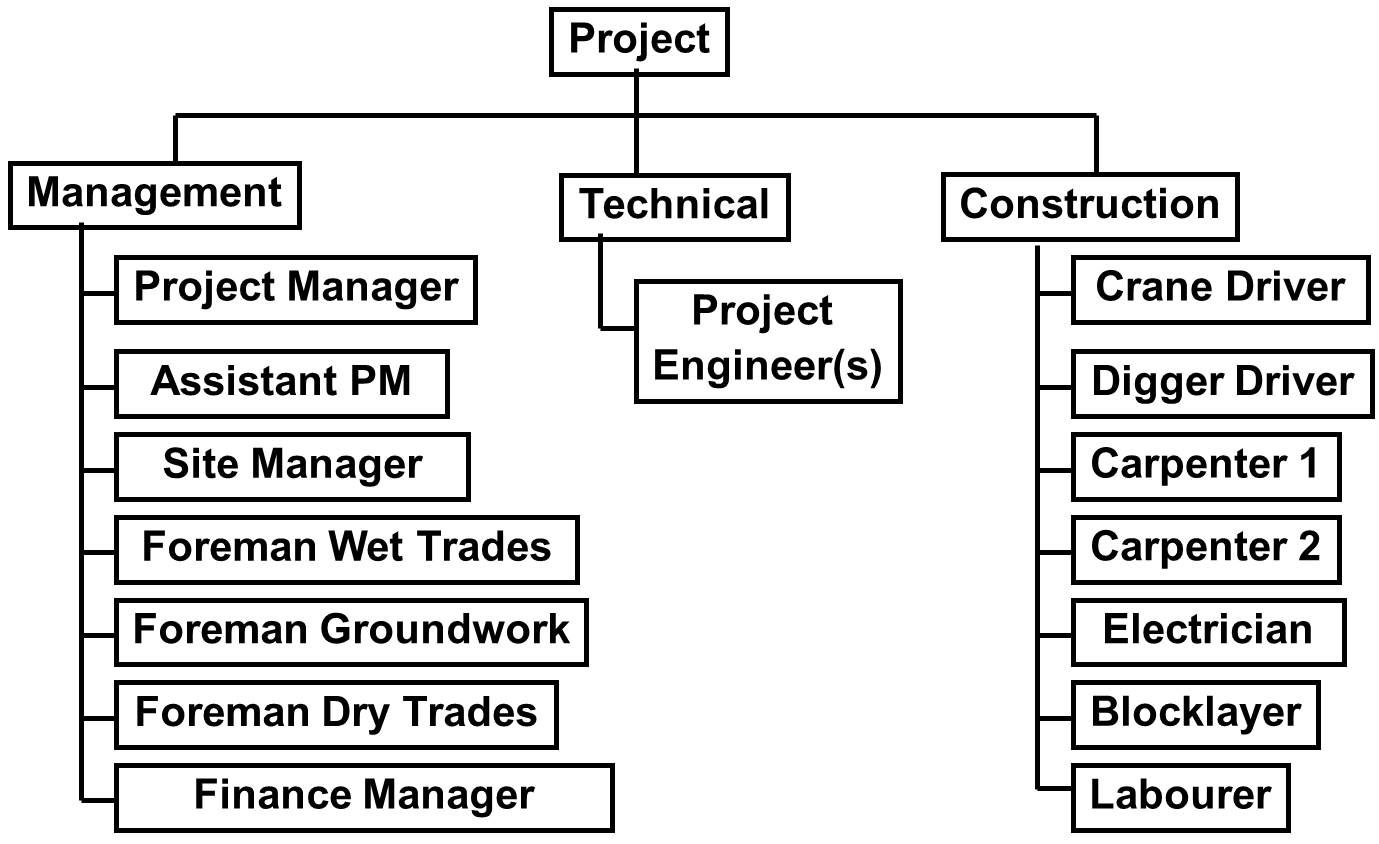 Project
Management
Technical
Construction
Project Manager
Assistant PM
Site Manager
Foreman Wet Trades
Foreman Groundwork
Foreman Dry Trades
Finance Manager
Project
Engineer(s)
Crane Driver
Digger Driver
Carpenter 1
Carpenter 2
Electrician
Blocklayer
Labourer